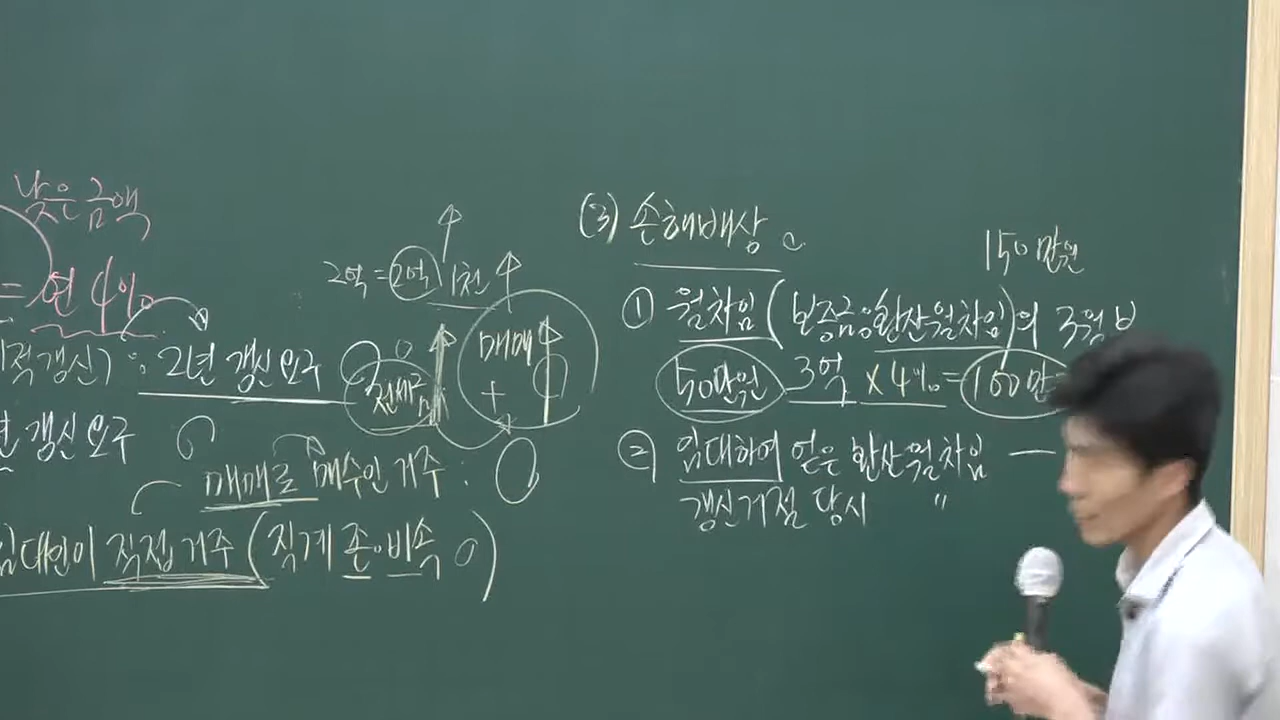 낮은 금액
= 연 4%
적갱신? : 2년 갱신요구
갱신 요구
매매로 매수인 거주 :
임대인이 직접거주 (직계 존·비속 O)
2억 = 2억 1천
전세
매매
+
(3) 손해배상
150만원
① 월차임 (보증금 환산월차임)의 3월
50만원 3억 × 4% = 100만
② 임대하여 얻은 환산월차임 —
갱신거절 당시 〃